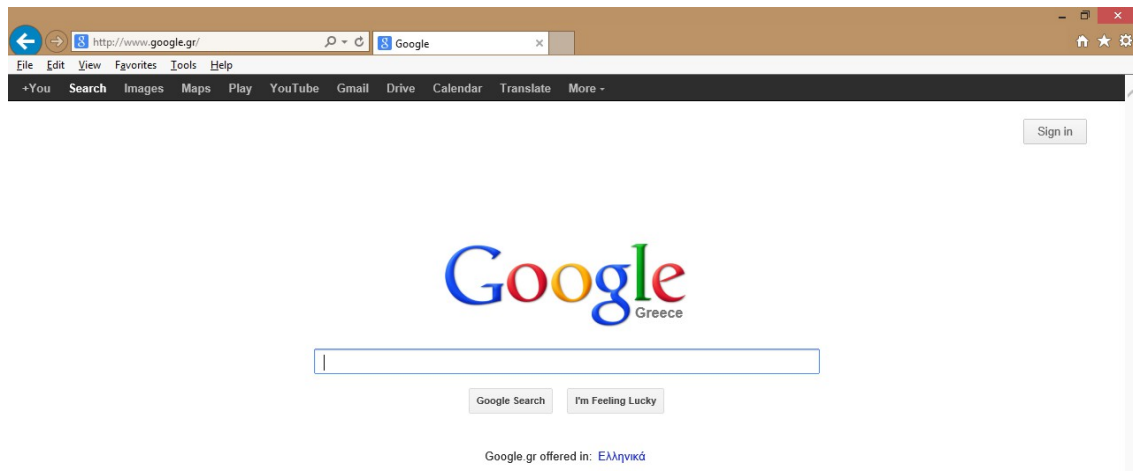 http://www.google.gr/ Google
File Edit View Favorites Tools Help
+You Search Images Maps Play YouTube Gmail Drive Calendar Translate More
Sign in
Google
Greece
Google Search I'm Feeling Lucky
Google.gr offered in: Ελληνικά